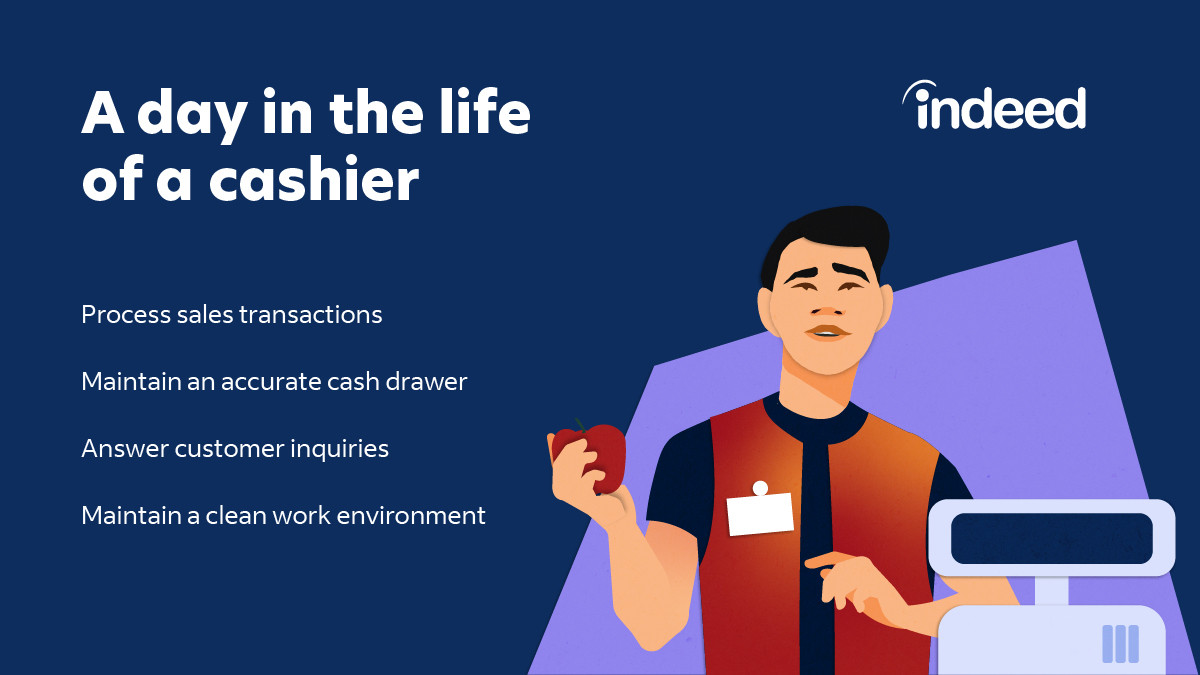 A day in the life
of a cashier
indeed
Process sales transactions
Maintain an accurate cash drawer
Answer customer inquiries
Maintain a clean work environment